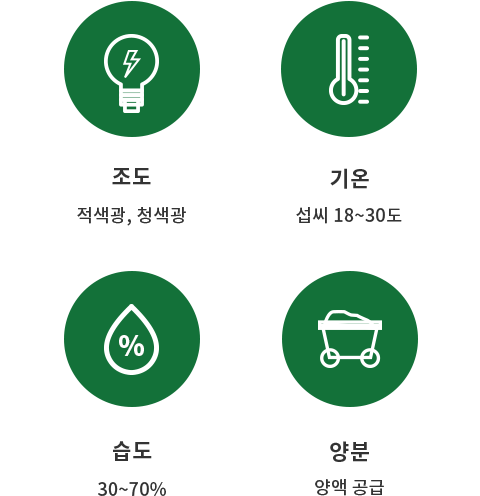 조도
적색광, 청색광
기온
섭씨 18~30도
%
습도
30~70%
양분
양액 공급